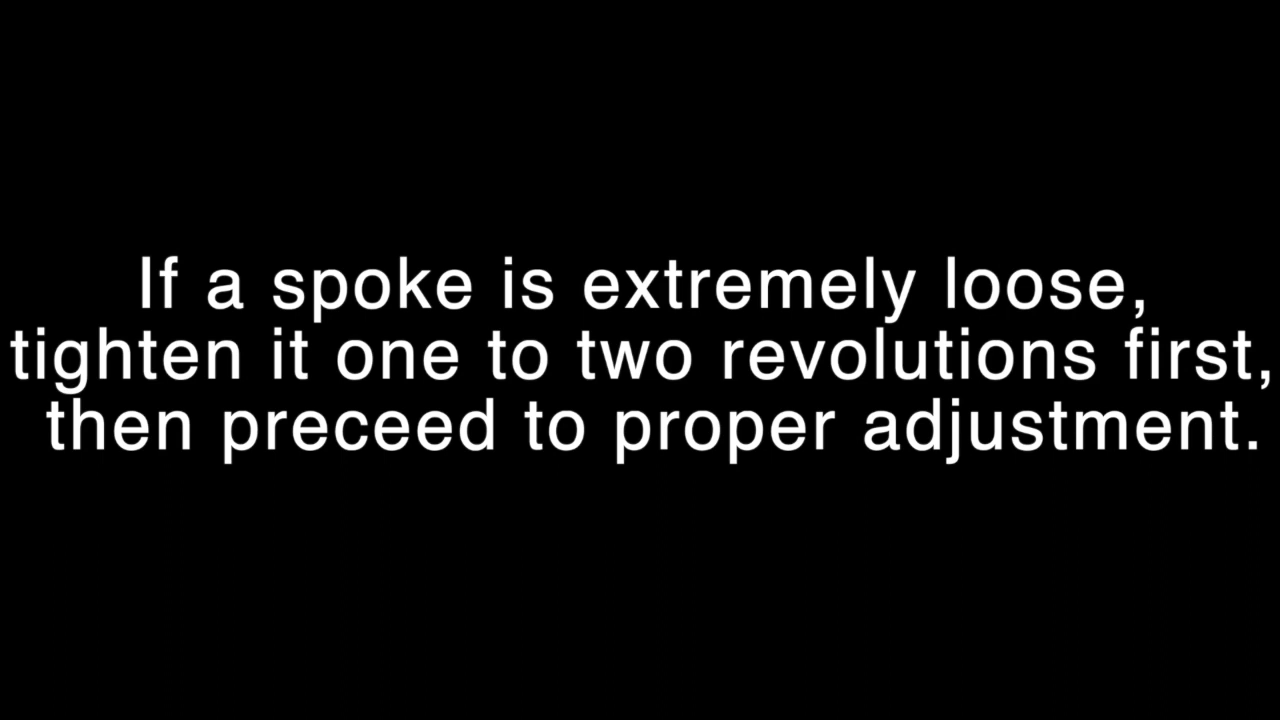 If a spoke is extremely loose,
tighten it one to two revolutions first,
then preceed to proper adjustment.